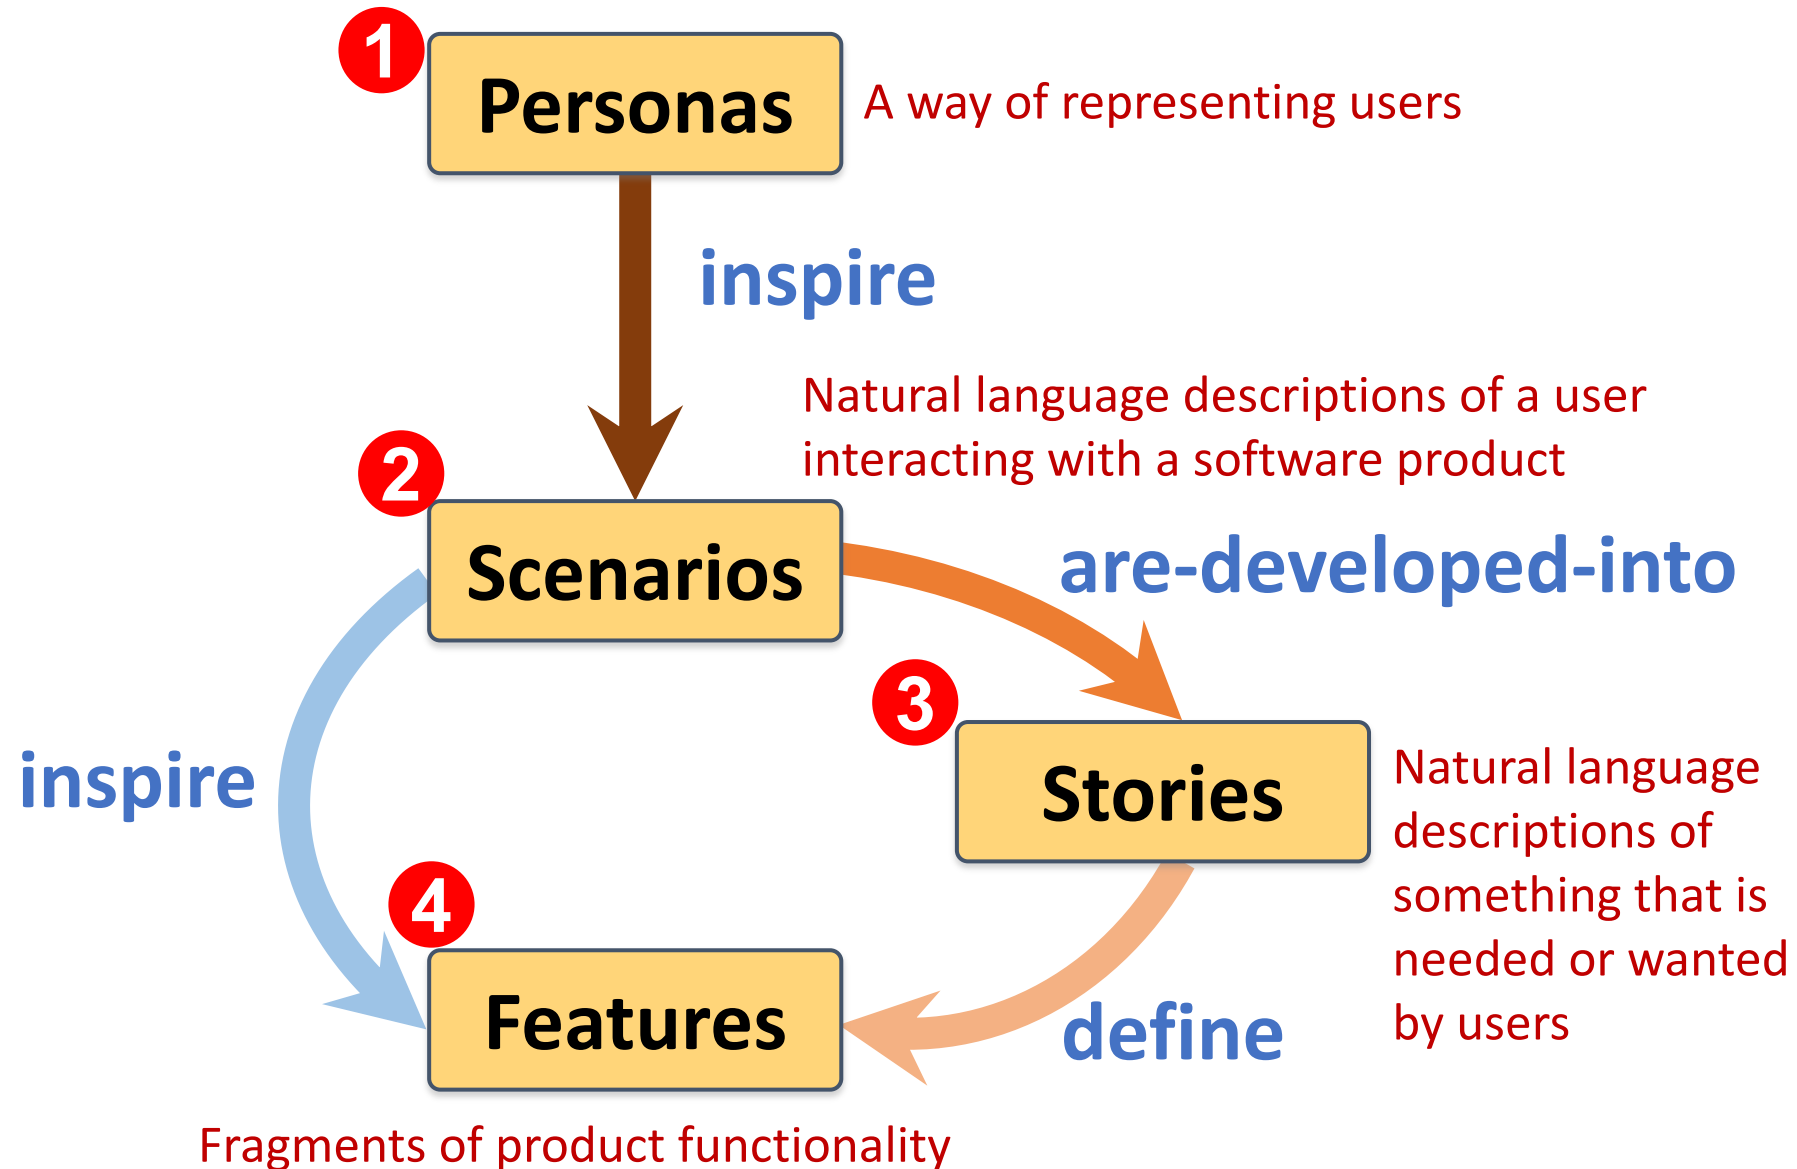 1
Personas
A way of representing users
inspire
Natural language descriptions of a user
interacting with a software product
2
Scenarios
are-developed-into
3
Stories
Natural language
descriptions of
something that is
needed or wanted
by users
inspire
4
Features
define
Fragments of product functionality